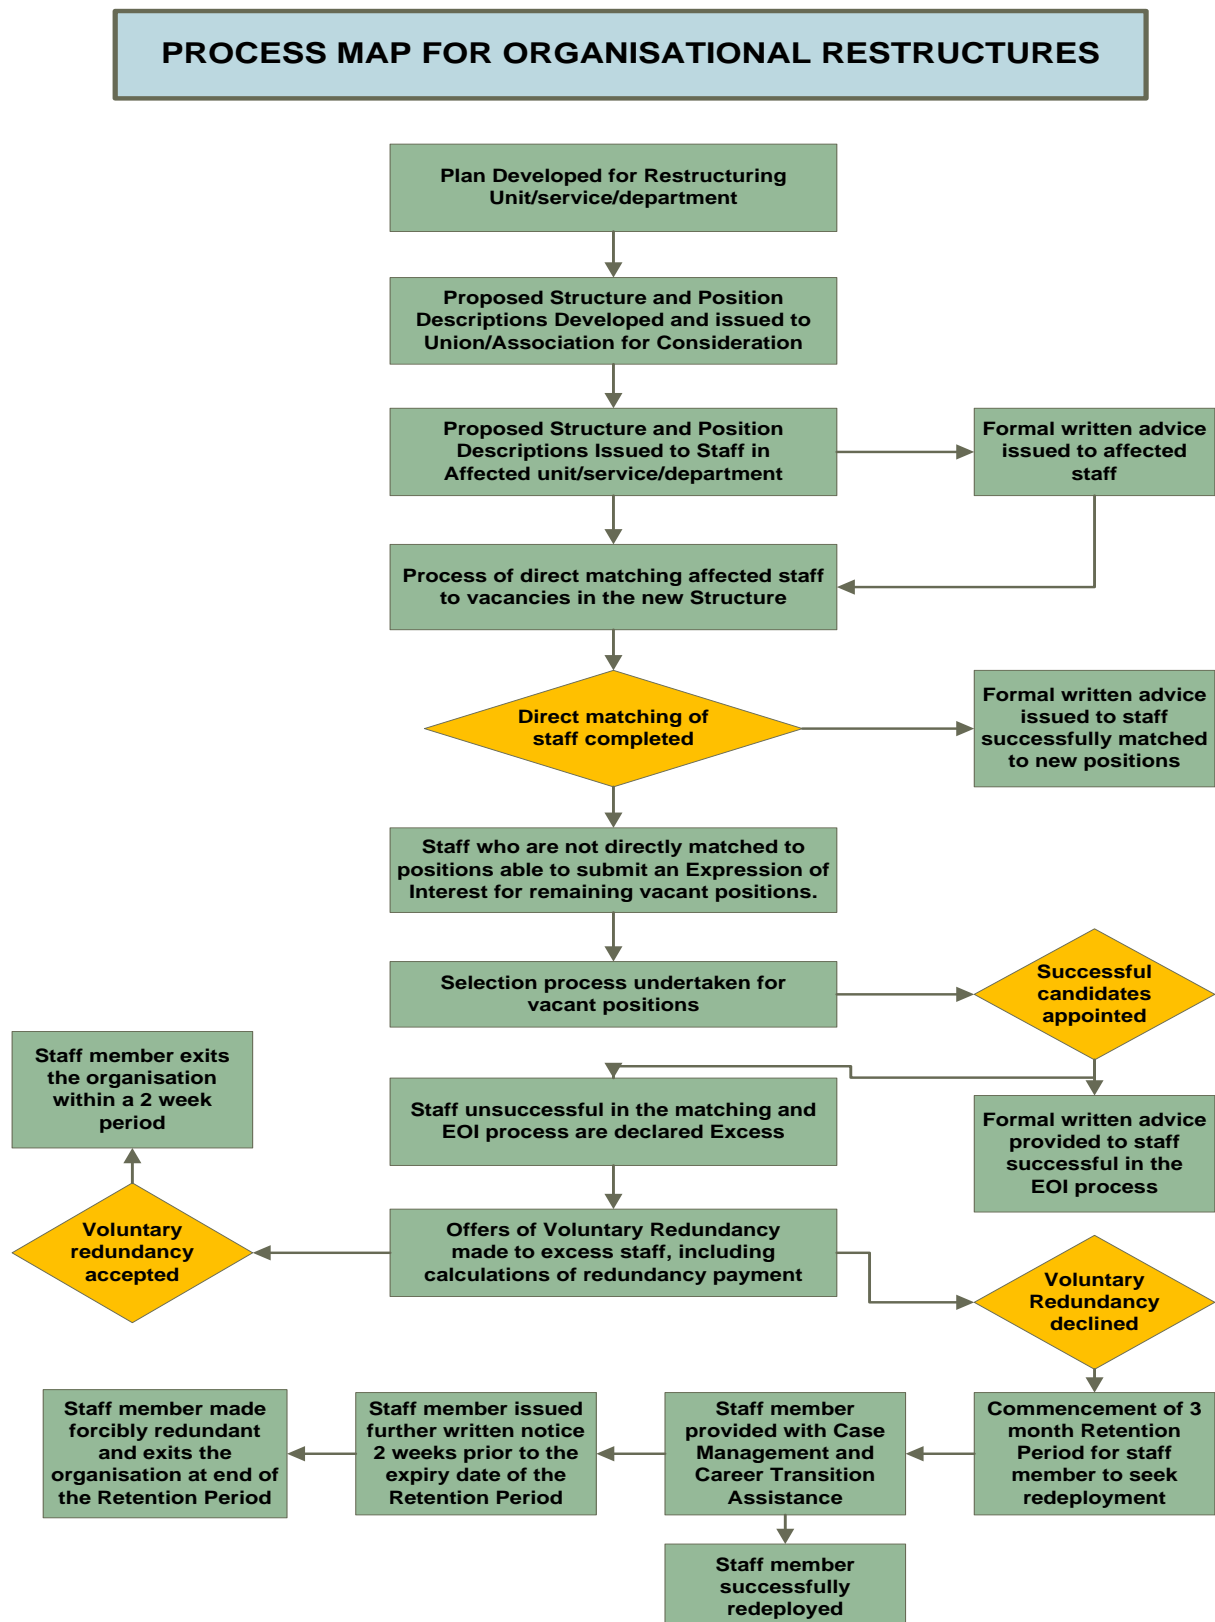 PROCESS MAP FOR ORGANISATIONAL RESTRUCTURES
Plan Developed for Restructuring
Unit/service/department
Proposed Structure and Position
Descriptions Developed and issued to
Union/Association for Consideration
Proposed Structure and Position
Descriptions Issued to Staff in
Affected unit/service/department
Formal written advice
issued to affected
staff
Process of direct matching affected staff
to vacancies in the new Structure
Direct matching of
staff completed
Formal written advice
issued to staff
successfully matched
to new positions
Staff who are not directly matched to
positions able to submit an Expression of
Interest for remaining vacant positions.
Selection process undertaken for
vacant positions
Successful
candidates
appointed
Staff member exits
the organisation
within a 2 week
period
Staff unsuccessful in the matching and
EOI process are declared Excess
Formal written advice
provided to staff
successful in the
EOI process
Voluntary
redundancy
accepted
Offers of Voluntary Redundancy
made to excess staff, including
calculations of redundancy payment
Voluntary
Redundancy
declined
Staff member made
forcibly redundant
and exits the
organisation at end of
the Retention Period
Staff member issued
further written notice
2 weeks prior to the
expiry date of the
Retention Period
Staff member
provided with Case
Management and
Career Transition
Assistance
Commencement of 3
month Retention
Period for staff
member to seek
redeployment
Staff member
successfully
redeployed